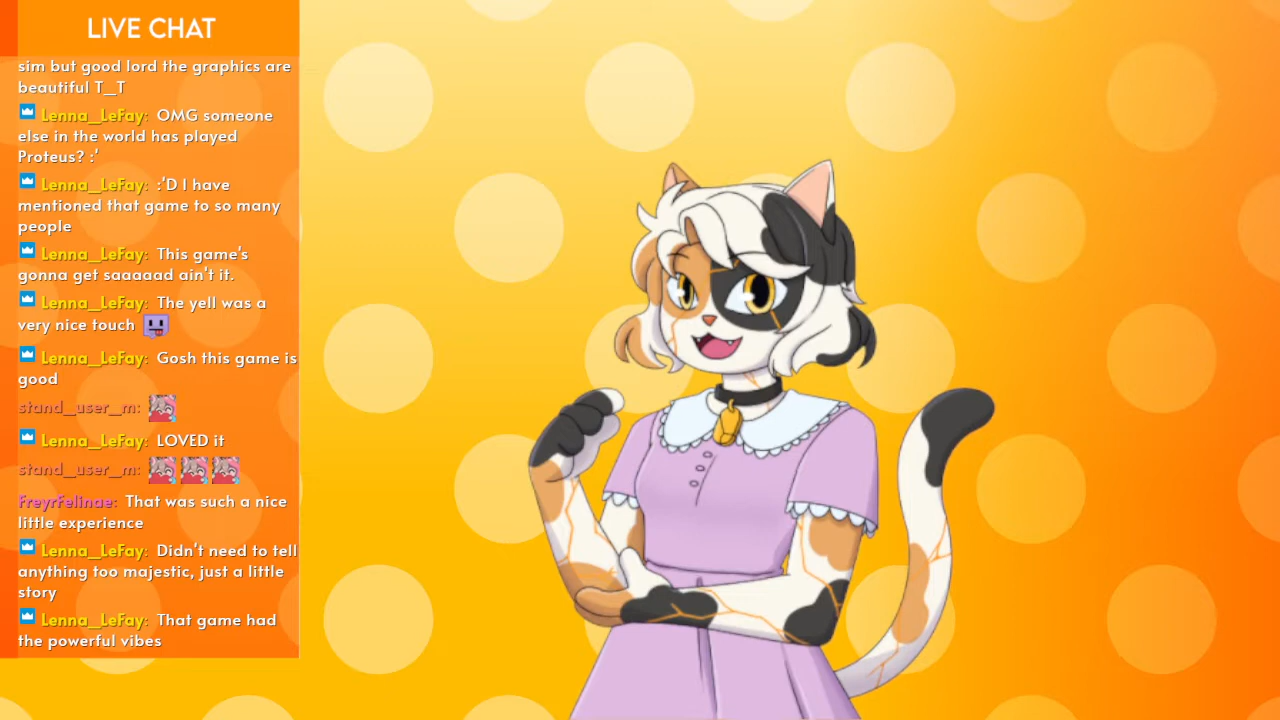 LIVE CHAT
sim but good lord the graphics are
beautiful T_T
Lenna_LeFay: OMG someone
else in the world has played
Proteus? :'
Lenna_LeFay: :'D I have
mentioned that game to so many
people
Lenna_LeFay: This game's
gonna get saaaaad ain't it.
Lenna_LeFay: The yell was a
very nice touch
Lenna_LeFay: Gosh this game is
good
stand_user_m:
Lenna_LeFay: LOVED it
stand_user_m:
FreyrFelinae: That was such a nice
little experience
Lenna_LeFay: Didn't need to tell
anything too majestic, just a little
story
Lenna_LeFay: That game had
the powerful vibes